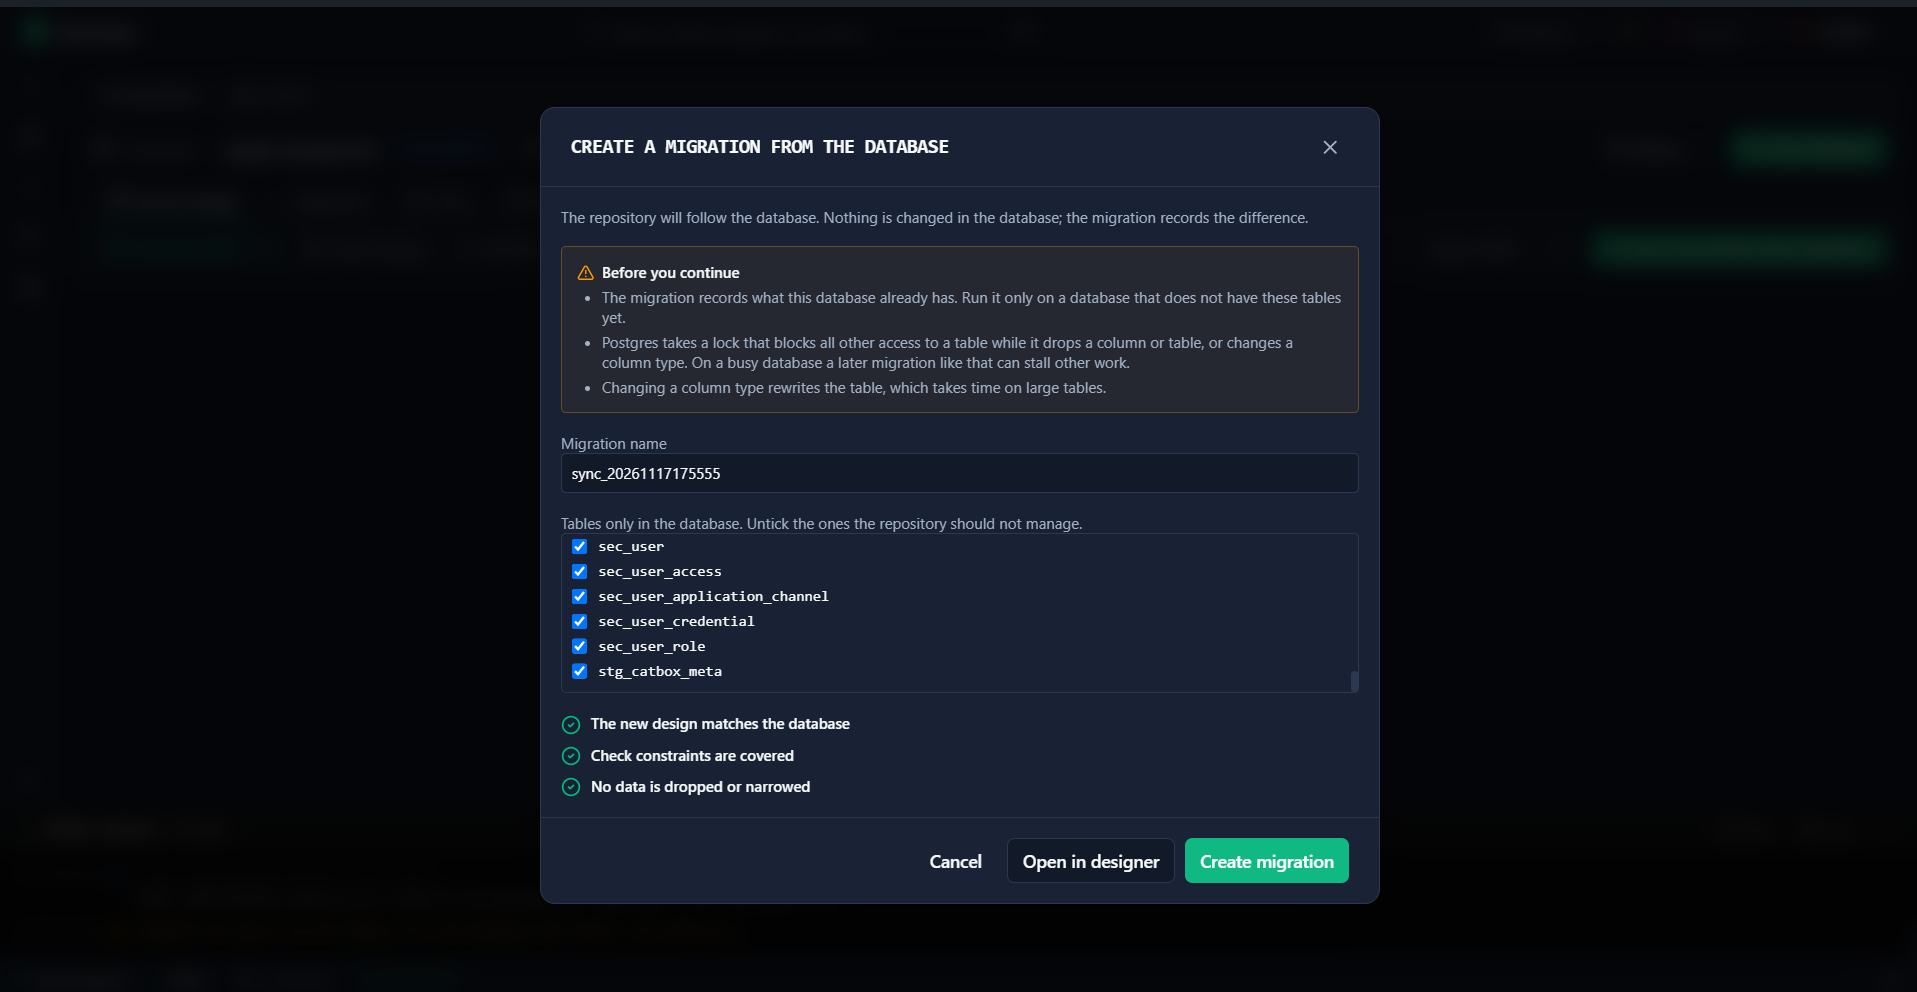 CREATE A MIGRATION FROM THE DATABASE
The repository will follow the database. Nothing is changed in the database; the migration records the difference.
Before you continue
The migration records what this database already has. Run it only on a database that does not have these tables
yet.
Postgres takes a lock that blocks all other access to a table while it drops a column or table, or changes a
column type. On a busy database a later migration like that can stall other work.
Changing a column type rewrites the table, which takes time on large tables.
Migration name
sync_20261117175555
Tables only in the database. Untick the ones the repository should not manage.
sec_user
sec_user_access
sec_user_application_channel
sec_user_credential
sec_user_role
stg_catbox_meta
The new design matches the database
Check constraints are covered
No data is dropped or narrowed
Cancel
Open in designer
Create migration